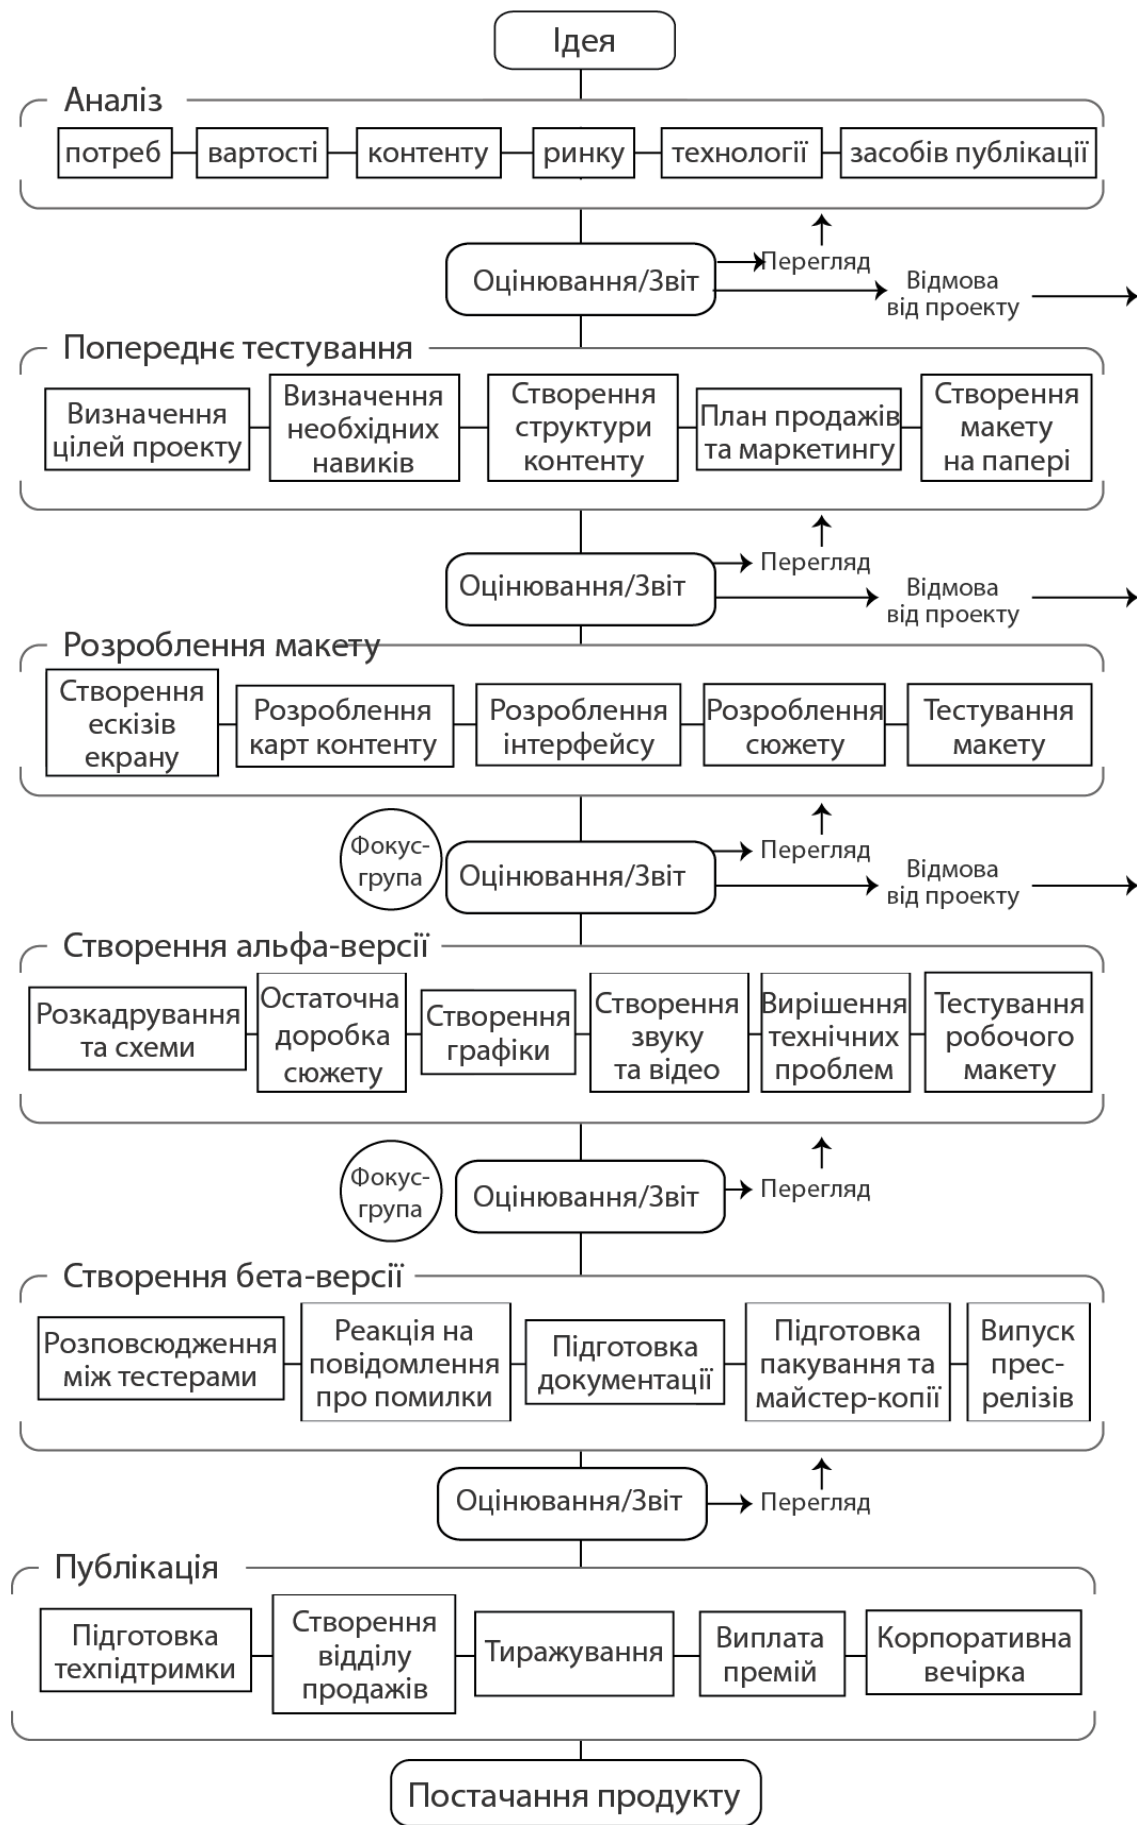 Ідея
Аналіз
потреб
вартості
контенту
ринку
технології
засобів публікації
Оцінювання/Звіт
Перегляд
Відмова
від проекту
Попереднє тестування
Визначення
цілей проекту
Визначення
необхідних
навиків
Створення
структури
контенту
План продажів
та маркетингу
Створення
макету
на папері
Оцінювання/Звіт
Перегляд
Відмова
від проекту
Розроблення макету
Створення
ескізів
екрану
Розроблення
карт контенту
Розроблення
інтерфейсу
Розроблення
сюжету
Тестування
макету
Фокус-
група
Оцінювання/Звіт
Перегляд
Відмова
від проекту
Створення альфа-версії
Розкадрування
та схеми
Остаточна
доробка
сюжету
Створення
графіки
Створення
звуку
та відео
Вирішення
технічних
проблем
Тестування
робочого
макету
Фокус-
група
Оцінювання/Звіт
Перегляд
Створення бета-версії
Розповсюдження
між тестерами
Реакція на
повідомлення
про помилки
Підготовка
документації
Підготовка
пакування та
майстер-копії
Випуск
прес-
релізів
Оцінювання/Звіт
Перегляд
Публікація
Підготовка
техпідтримки
Створення
відділу
продажів
Тиражування
Виплата
премій
Корпоративна
вечірка
Постачання продукту